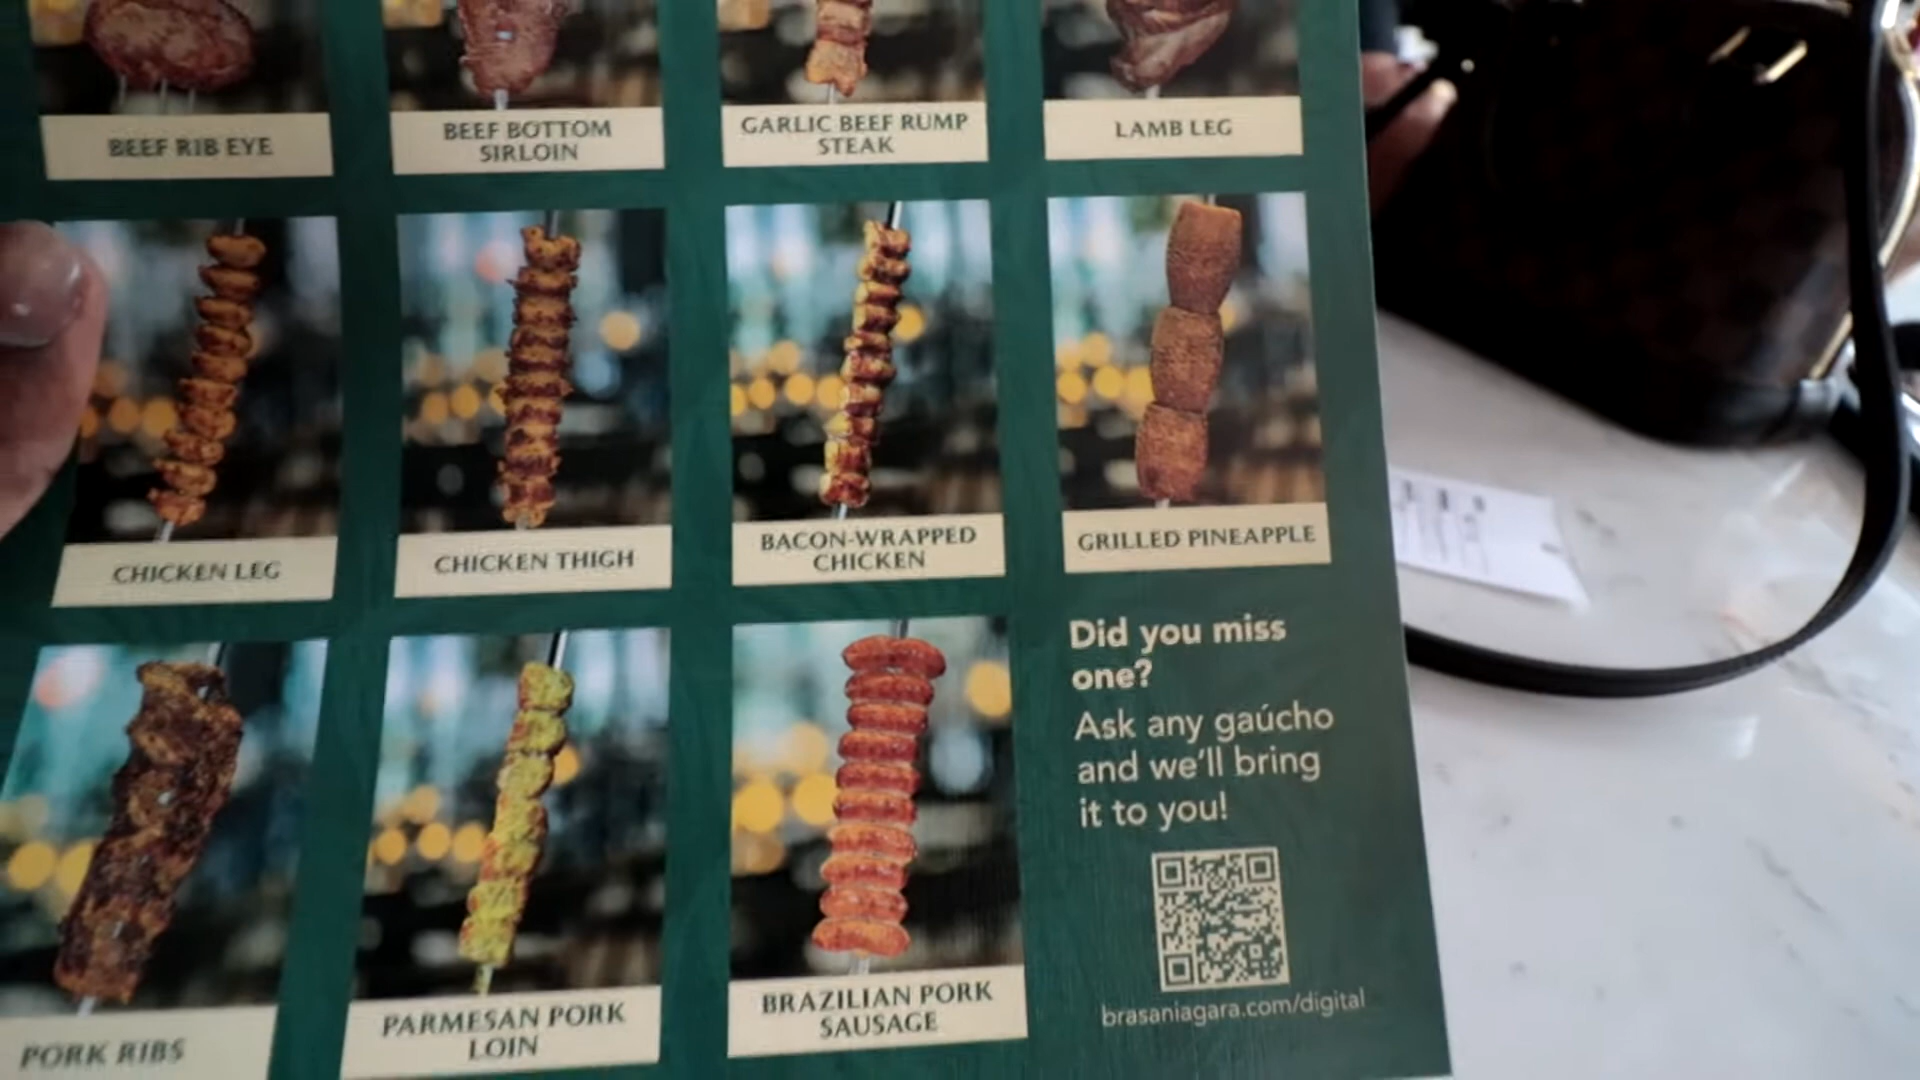 BEEF RIB EYE
BEEF BOTTOM
SIRLOIN
GARLIC BEEF RUMP
STEAK
LAMB LEG
CHICKEN LEG
CHICKEN THIGH
BACON-WRAPPED
CHICKEN
GRILLED PINEAPPLE
PORK RIBS
PARMESAN PORK
LOIN
BRAZILIAN PORK
SAUSAGE
Did you miss
one?
Ask any gaúcho
and we'll bring
it to you!
brasaniagara.com/digital